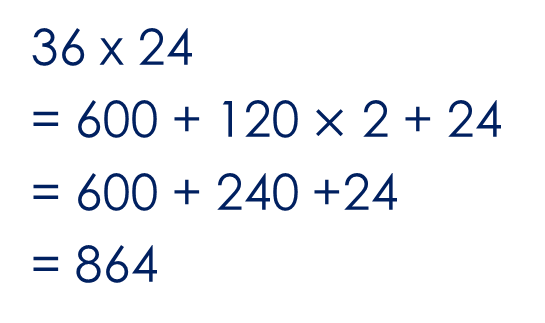 36 x 24
= 600 + 120 × 2 + 24
= 600 + 240 +24
= 864